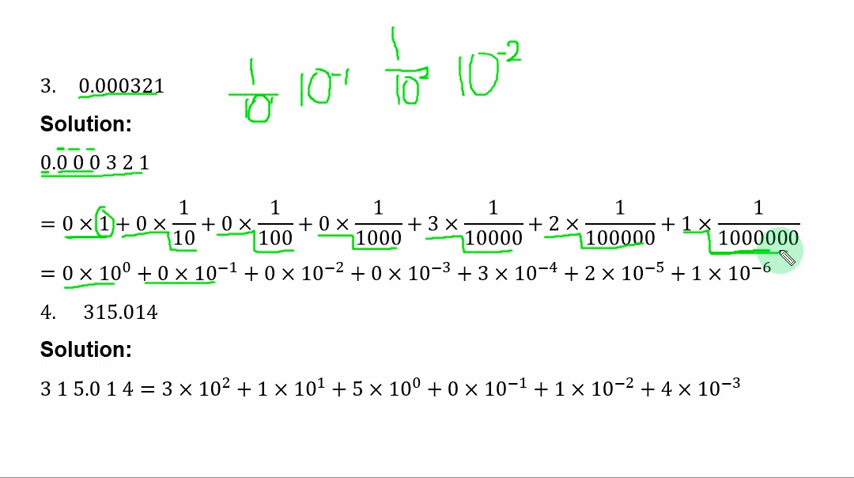 1/10¹ 10⁻¹ 1/10² 10⁻²
3. 0.000321
Solution:
0.0 0 0 3 2 1
= 0 × 1 + 0 × 1/10 + 0 × 1/100 + 0 × 1/1000 + 3 × 1/10000 + 2 × 1/100000 + 1 × 1/1000000
= 0 × 10⁰ + 0 × 10⁻¹ + 0 × 10⁻² + 0 × 10⁻³ + 3 × 10⁻⁴ + 2 × 10⁻⁵ + 1 × 10⁻⁶
4. 315.014
Solution:
3 1 5.0 1 4 = 3 × 10² + 1 × 10¹ + 5 × 10⁰ + 0 × 10⁻¹ + 1 × 10⁻² + 4 × 10⁻³